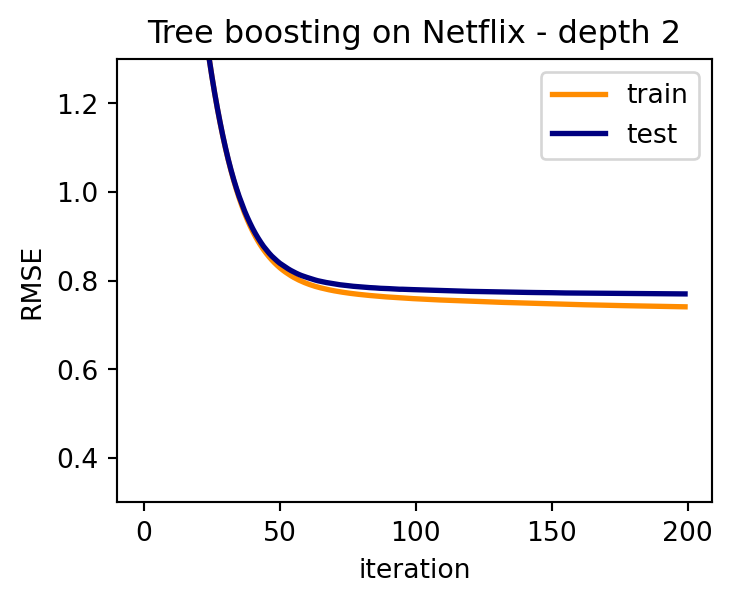 Tree boosting on Netflix - depth 2
train
test
1.2
1.0
0.8
0.6
0.4
RMSE
0 50 100 150 200
iteration